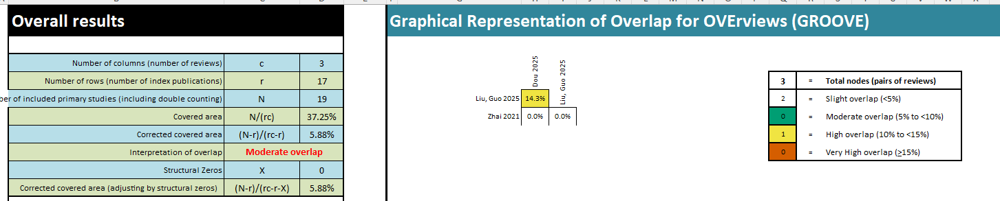 Overall results
Graphical Representation of Overlap for OVErviews (GROOVE)
Number of columns (number of reviews) c 3
Number of rows (number of index publications) r 17
ber of included primary studies (including double counting) N 19
Covered area N/(rc) 37.25%
Corrected covered area (N-r)/(rc-r) 5.88%
Interpretation of overlap Moderate overlap
Structural Zeros X 0
Corrected covered area (adjusting by structural zeros) (N-r)/(rc-r-X) 5.88%
Dou 2025
Liu, Guo 2025
Liu, Guo 2025 14.3%
Zhai 2021 0.0% 0.0%
3 = Total nodes (pairs of reviews)
2 = Slight overlap (<5%)
0 = Moderate overlap (5% to <10%)
1 = High overlap (10% to <15%)
0 = Very High overlap (≥15%)